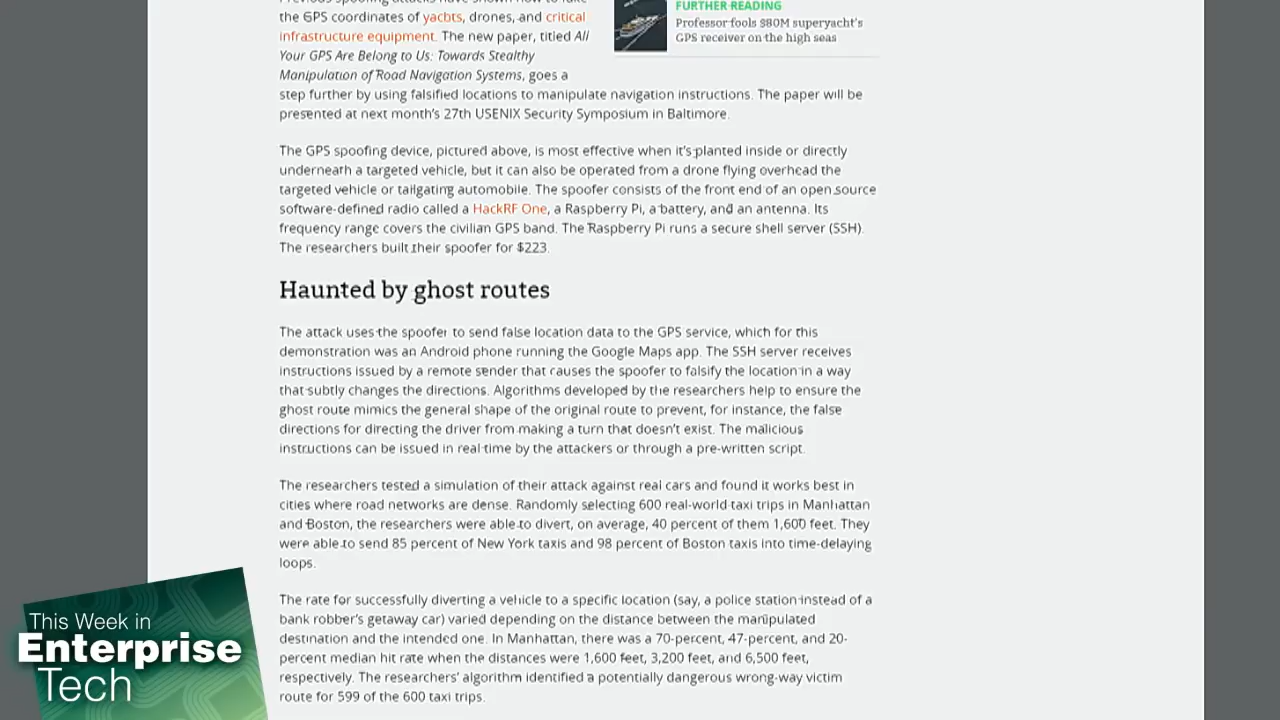 the GPS coordinates of yachts, drones, and critical
infrastructure equipment. The new paper, titled All
Your GPS Are Belong to Us: Towards Stealthy
Manipulation of Road Navigation Systems, goes a
step further by using falsified locations to manipulate navigation instructions. The paper will be
presented at next month's 27th USENIX Security Symposium in Baltimore.
FURTHER READING
Professor fools $80M superyacht's
GPS receiver on the high seas
The GPS spoofing device, pictured above, is most effective when it's planted inside or directly
underneath a targeted vehicle, but it can also be operated from a drone flying overhead the
targeted vehicle or tailgating automobile. The spoofer consists of the front end of an open source
software-defined radio called a HackRF One, a Raspberry Pi, a battery, and an antenna. Its
frequency range covers the civilian GPS band. The Raspberry Pi runs a secure shell server (SSH).
The researchers built their spoofer for $223.
Haunted by ghost routes
The attack uses the spoofer to send false location data to the GPS service, which for this
demonstration was an Android phone running the Google Maps app. The SSH server receives
instructions issued by a remote sender that causes the spoofer to falsify the location in a way
that subtly changes the directions. Algorithms developed by the researchers help to ensure the
ghost route mimics the general shape of the original route to prevent, for instance, the false
directions for directing the driver from making a turn that doesn't exist. The malicious
instructions can be issued in real time by the attackers or through a pre-written script.
The researchers tested a simulation of their attack against real cars and found it works best in
cities where road networks are dense. Randomly selecting 600 real-world taxi trips in Manhattan
and Boston, the researchers were able to divert, on average, 40 percent of them 1,600 feet. They
were able to send 85 percent of New York taxis and 98 percent of Boston taxis into time-delaying
loops.
The rate for successfully diverting a vehicle to a specific location (say, a police station instead of a
bank robber's getaway car) varied depending on the distance between the manipulated
destination and the intended one. In Manhattan, there was a 70-percent, 47-percent, and 20-
percent median hit rate when the distances were 1,600 feet, 3,200 feet, and 6,500 feet,
respectively. The researchers' algorithm identified a potentially dangerous wrong-way victim
route for 599 of the 600 taxi trips.
This Week in
Enterprise
Tech